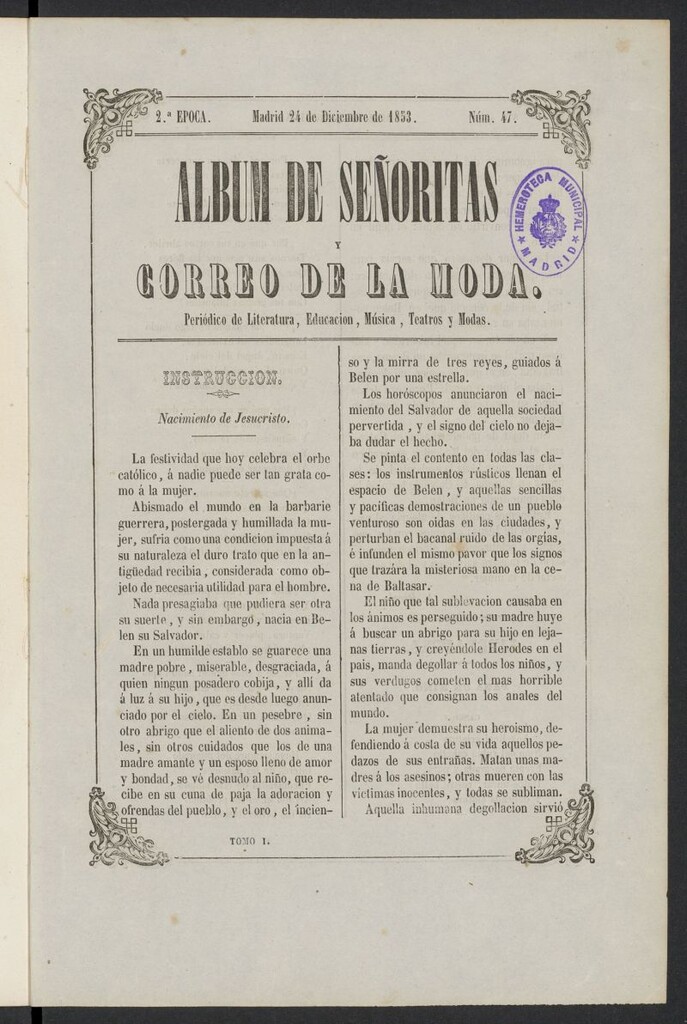 2.ª EPOCA. Madrid 24 de Diciembre de 1853. Núm. 47.
ALBUM DE SEÑORITAS
Y
CORREO DE LA MODA.
Periódico de Literatura, Educacion, Música, Teatros y Modas.
HEMEROTECA MUNICIPAL
MADRID
INSTRUCCION.
Nacimiento de Jesucristo.
La festividad que hoy celebra el orbe
católico, á nadie puede ser tan grata co-
mo á la mujer.
Abismado el mundo en la barbarie
guerrera, postergada y humillada la mu-
jer, sufria como una condicion impuesta á
su naturaleza el duro trato que en la an-
tigüedad recibia, considerada como ob-
jeto de necesaria utilidad para el hombre.
Nada presagiaba que pudiera ser otra
su suerte, y sin embargo, nacia en Be-
len su Salvador.
En un humilde establo se guarece una
madre pobre, miserable, desgraciada, á
quien ningun posadero cobija, y allí da
á luz á su hijo, que es desde luego anun-
ciado por el cielo. En un pesebre, sin
otro abrigo que el aliento de dos anima-
les, sin otros cuidados que los de una
madre amante y un esposo lleno de amor
y bondad, se vé desnudo al niño, que re-
cibe en su cuna de paja la adoracion y
ofrendas del pueblo, y el oro, el incien-
so y la mirra de tres reyes, guiados á
Belen por una estrella.
Los horóscopos anunciaron el naci-
miento del Salvador de aquella sociedad
pervertida, y el signo del cielo no deja-
ba dudar el hecho.
Se pinta el contento en todas las cla-
ses: los instrumentos rústicos llenan el
espacio de Belen, y aquellas sencillas
y pacíficas demostraciones de un pueblo
venturoso son oidas en las ciudades, y
perturban el bacanal ruido de las orgías,
é infunden el mismo pavor que los signos
que trazára la misteriosa mano en la ce-
na de Baltasar.
El niño que tal sublevacion causaba en
los ánimos es perseguido; su madre huye
á buscar un abrigo para su hijo en leja-
nas tierras, y creyéndole Herodes en el
pais, manda degollar á todos los niños, y
sus verdugos cometen el mas horrible
atentado que consignan los anales del
mundo.
La mujer demuestra su heroismo, de-
fendiendo á costa de su vida aquellos pe-
dazos de sus entrañas. Matan unas ma-
dres á los asesinos; otras mueren con las
víctimas inocentes, y todas se subliman.
Aquella inhumana degollacion sirvió
TOMO I.